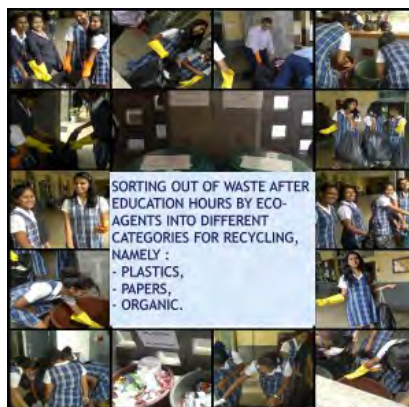 SORTING OUT OF WASTE AFTER
EDUCATION HOURS BY ECO-
AGENTS INTO DIFFERENT
CATEGORIES FOR RECYCLING,
NAMELY :
- PLASTICS,
- PAPERS,
- ORGANIC.